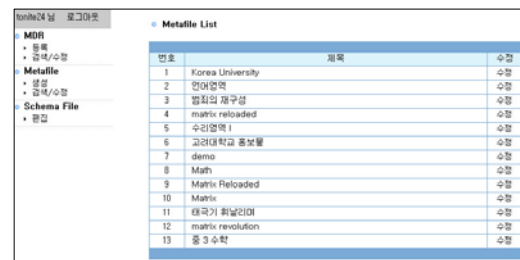 tonite24 님 로그아웃
MDR
등록
검색/수정
Metafile
생성
검색/수정
Schema File
편집
Metafile List
번호 제목 수정
1 Korea University 수정
2 언어영역 수정
3 범죄의 재구성 수정
4 matrix reloaded 수정
5 수리영역 I 수정
6 고려대학교 홍보물 수정
7 demo 수정
8 Math 수정
9 Matrix Reloaded 수정
10 Matrix 수정
11 태극기 휘날리며 수정
12 matrix revolution 수정
13 중 3 수학 수정